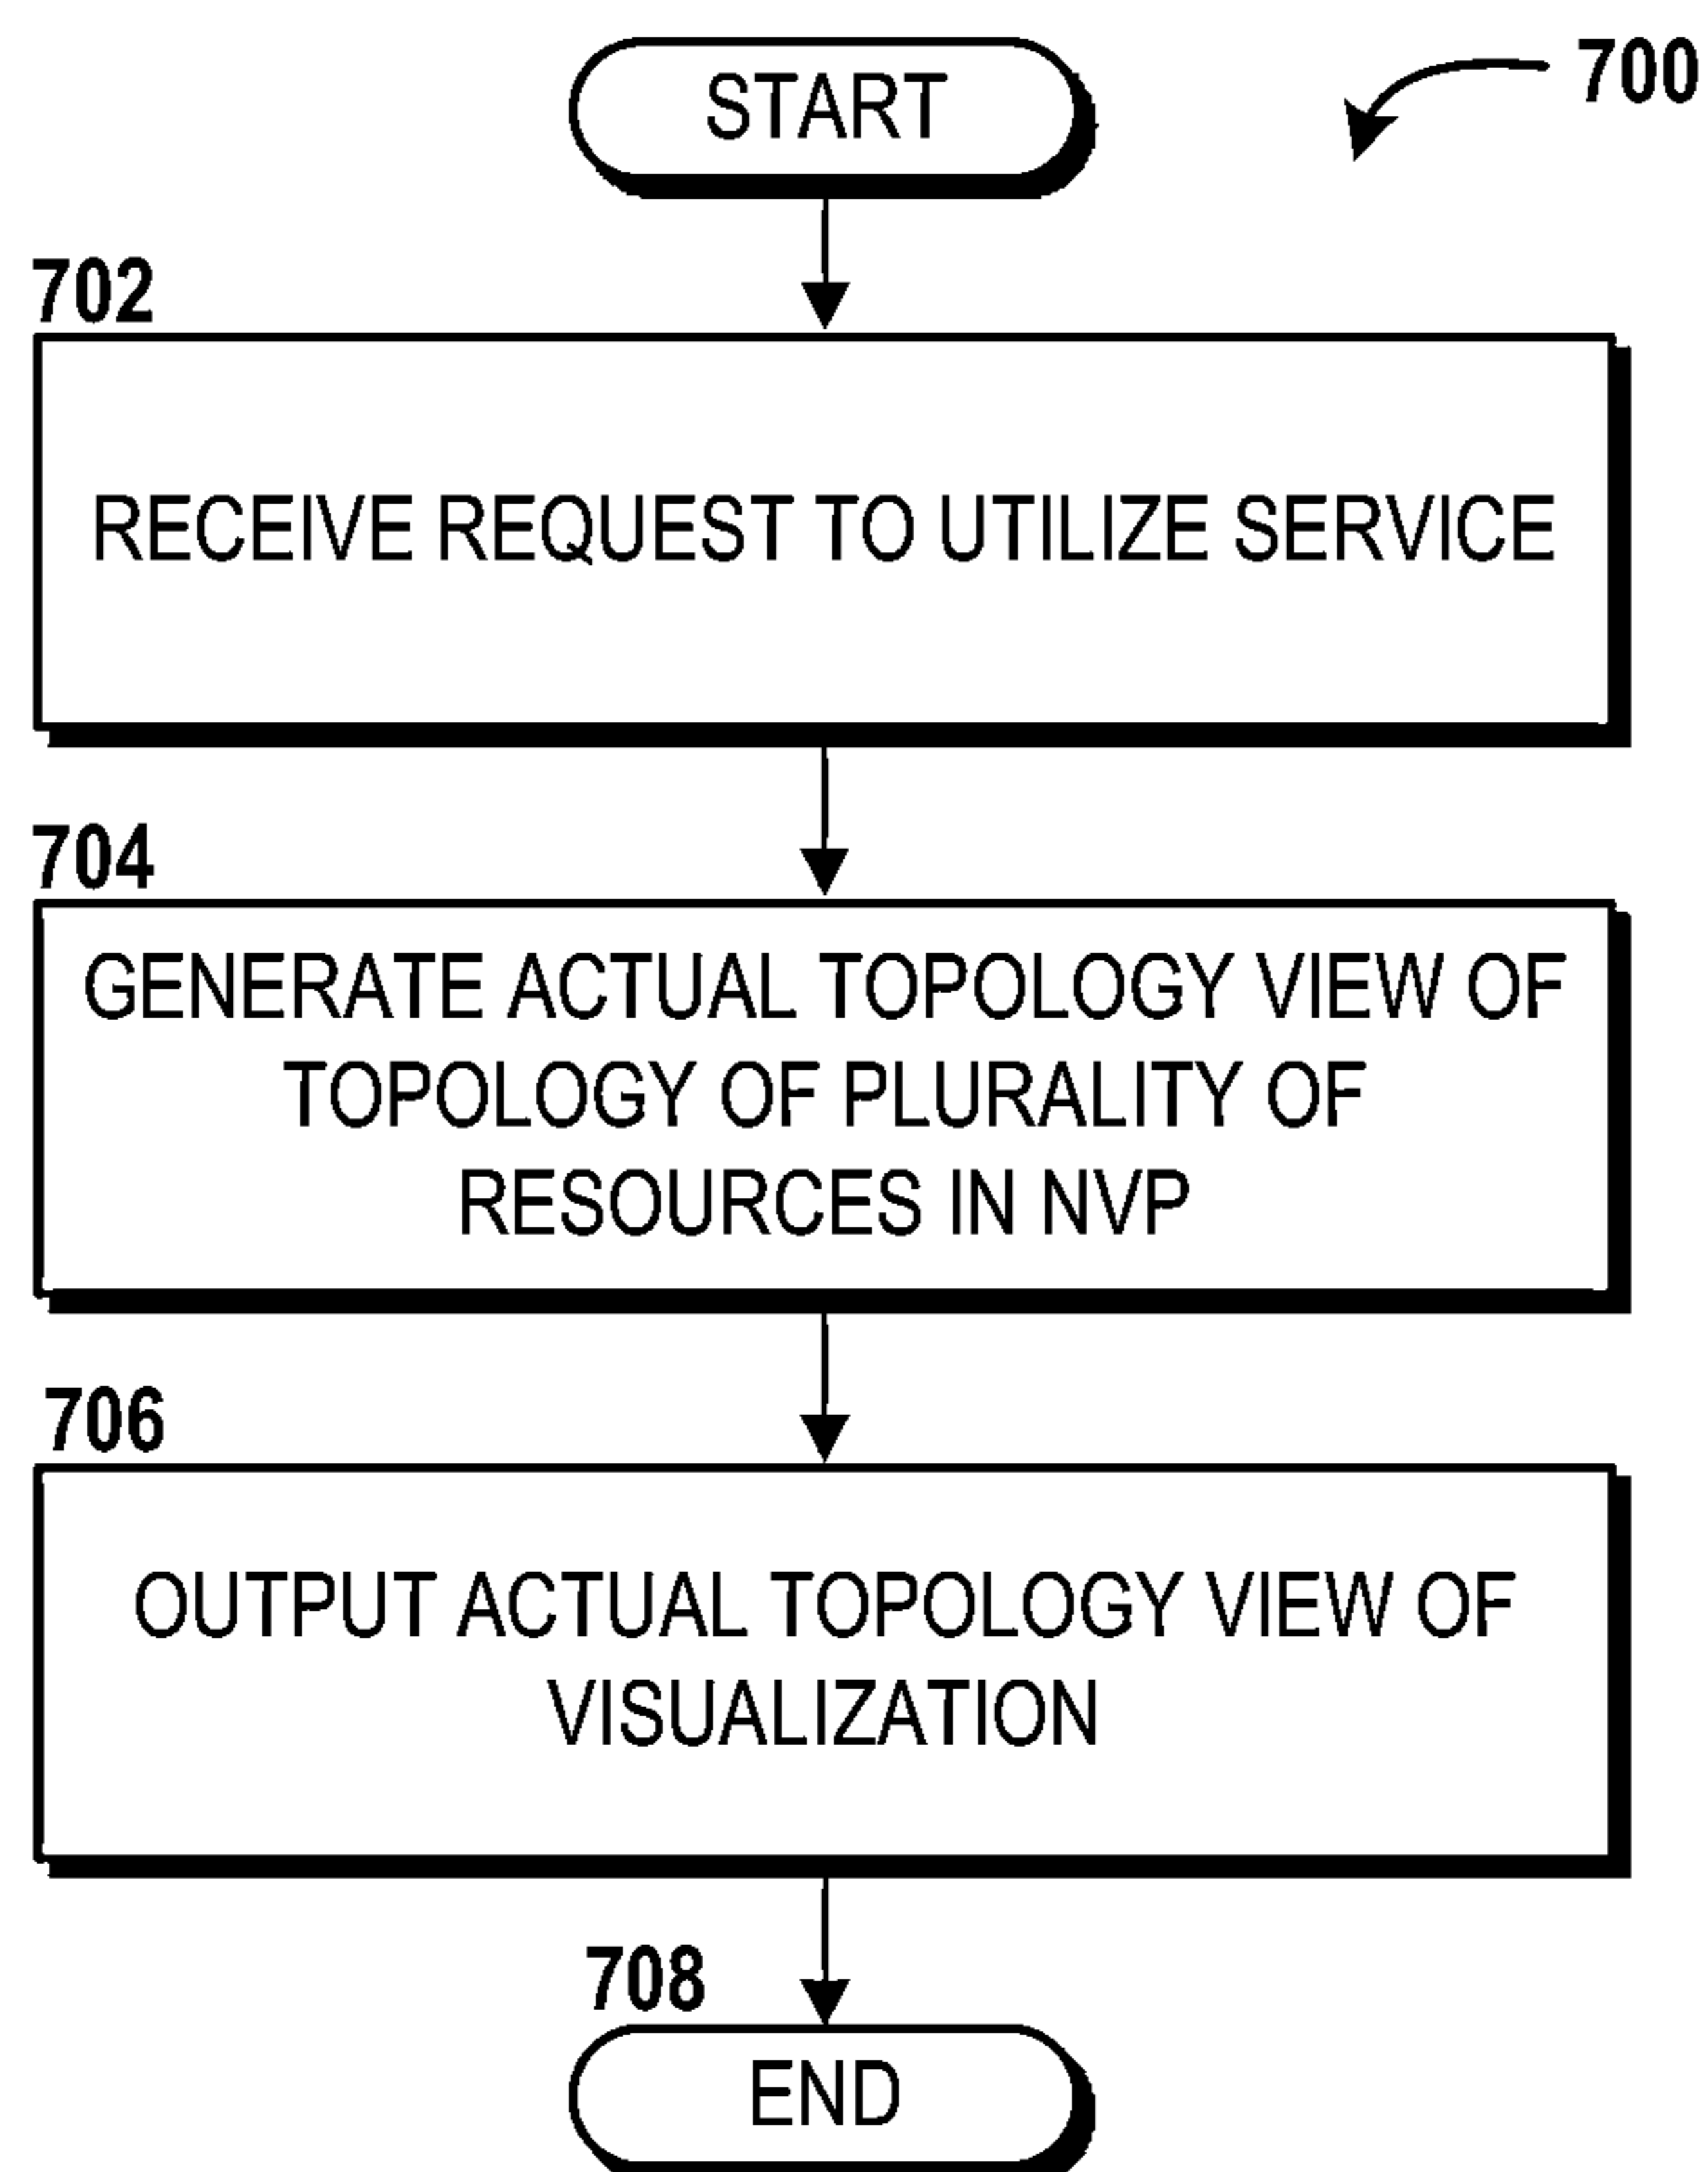 START
700
702
RECEIVE REQUEST TO UTILIZE SERVICE
704
GENERATE ACTUAL TOPOLOGY VIEW OF
TOPOLOGY OF PLURALITY OF
RESOURCES IN NVP
706
OUTPUT ACTUAL TOPOLOGY VIEW OF
VISUALIZATION
708
END